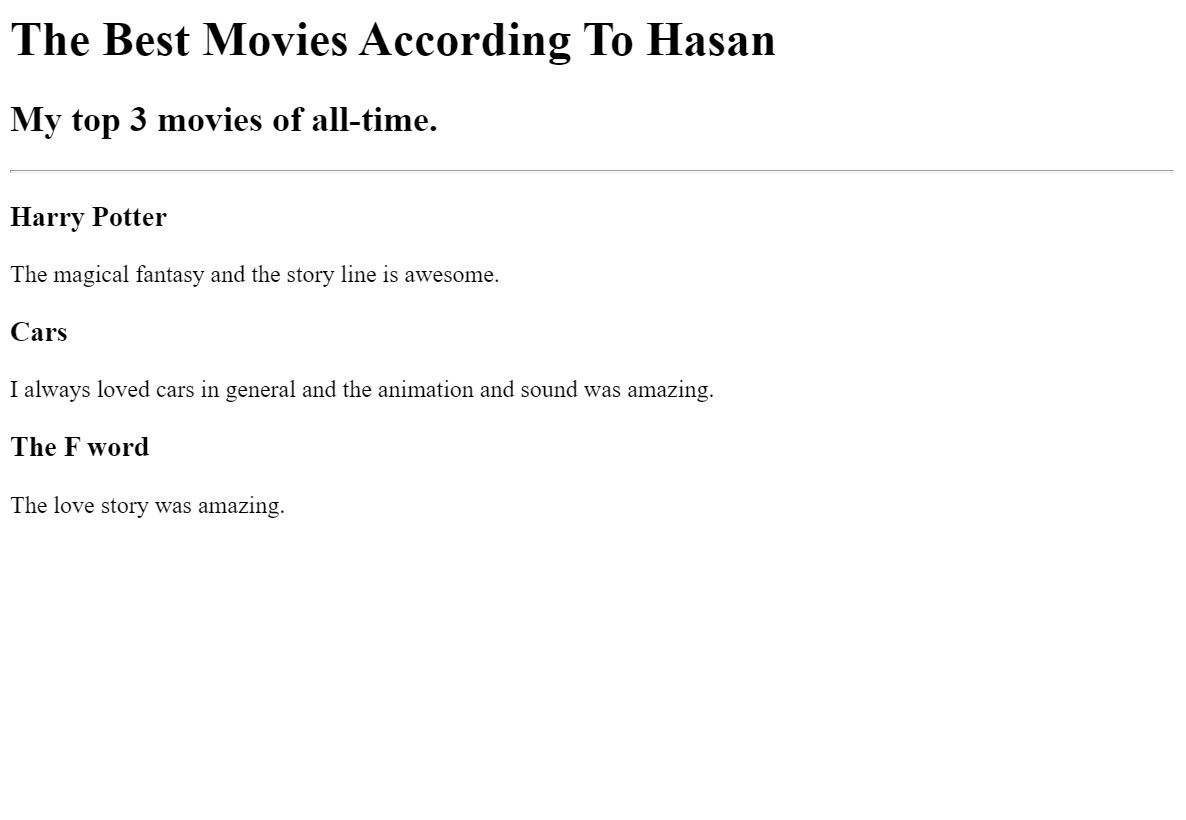 The Best Movies According To Hasan
My top 3 movies of all-time.
Harry Potter
The magical fantasy and the story line is awesome.
Cars
I always loved cars in general and the animation and sound was amazing.
The F word
The love story was amazing.